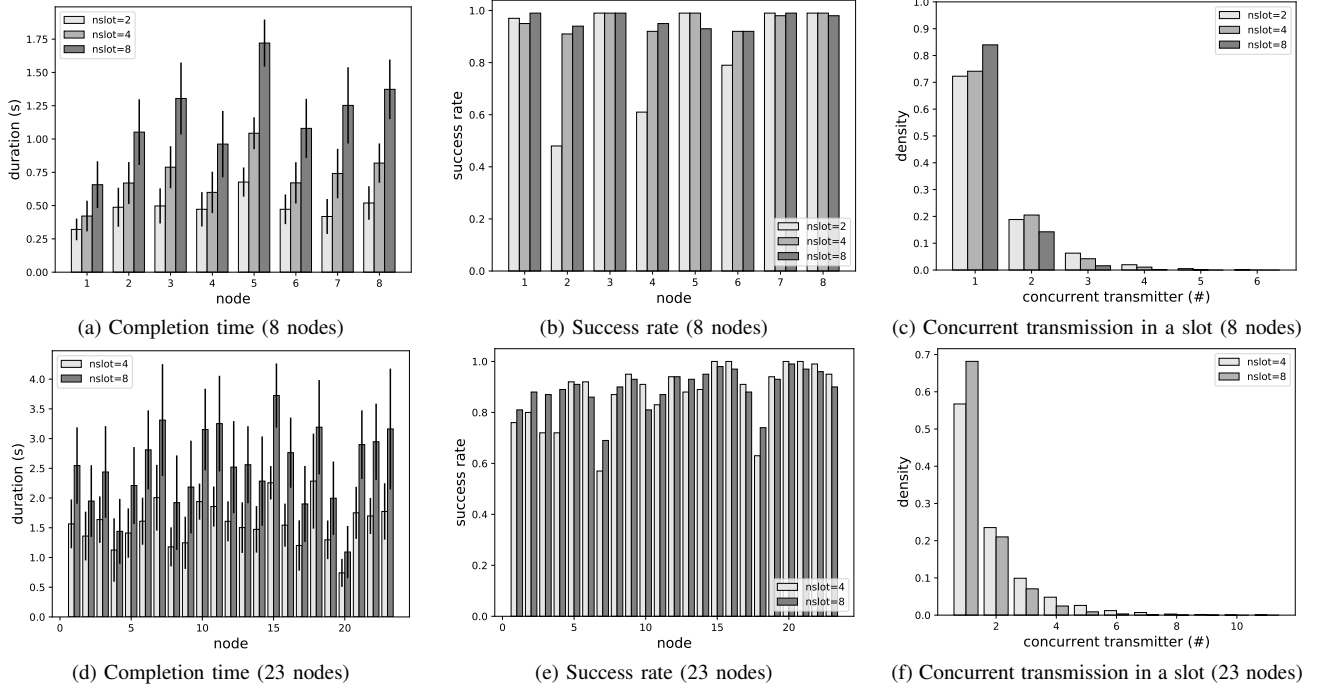 nslot=2
nslot=4
nslot=8
1.75
1.50
1.25
1.00
0.75
0.50
0.25
0.00
duration (s)
1 2 3 4 5 6 7 8
node
(a) Completion time (8 nodes)
1.0
0.8
0.6
0.4
0.2
0.0
success rate
nslot=2
nslot=4
nslot=8
1 2 3 4 5 6 7 8
node
(b) Success rate (8 nodes)
1.0
0.8
0.6
0.4
0.2
0.0
density
nslot=2
nslot=4
nslot=8
1 2 3 4 5 6
concurrent transmitter (#)
(c) Concurrent transmission in a slot (8 nodes)
nslot=4
nslot=8
4.0
3.5
3.0
2.5
2.0
1.5
1.0
0.5
0.0
duration (s)
0 5 10 15 20
node
(d) Completion time (23 nodes)
1.0
0.8
0.6
0.4
0.2
0.0
success rate
nslot=4
nslot=8
0 5 10 15 20
node
(e) Success rate (23 nodes)
0.7
0.6
0.5
0.4
0.3
0.2
0.1
0.0
density
nslot=4
nslot=8
2 4 6 8 10
concurrent transmitter (#)
(f) Concurrent transmission in a slot (23 nodes)